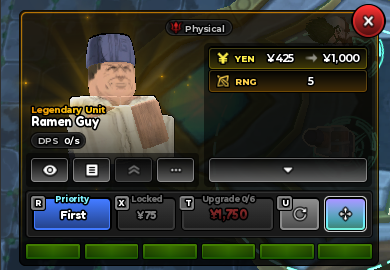 Physical
YEN ¥425 → ¥1,000
RNG 5
Legendary Unit
Ramen Guy
DPS 0/s
R Priority First
X Locked ¥75
T Upgrade 0/6 ¥1,750
U